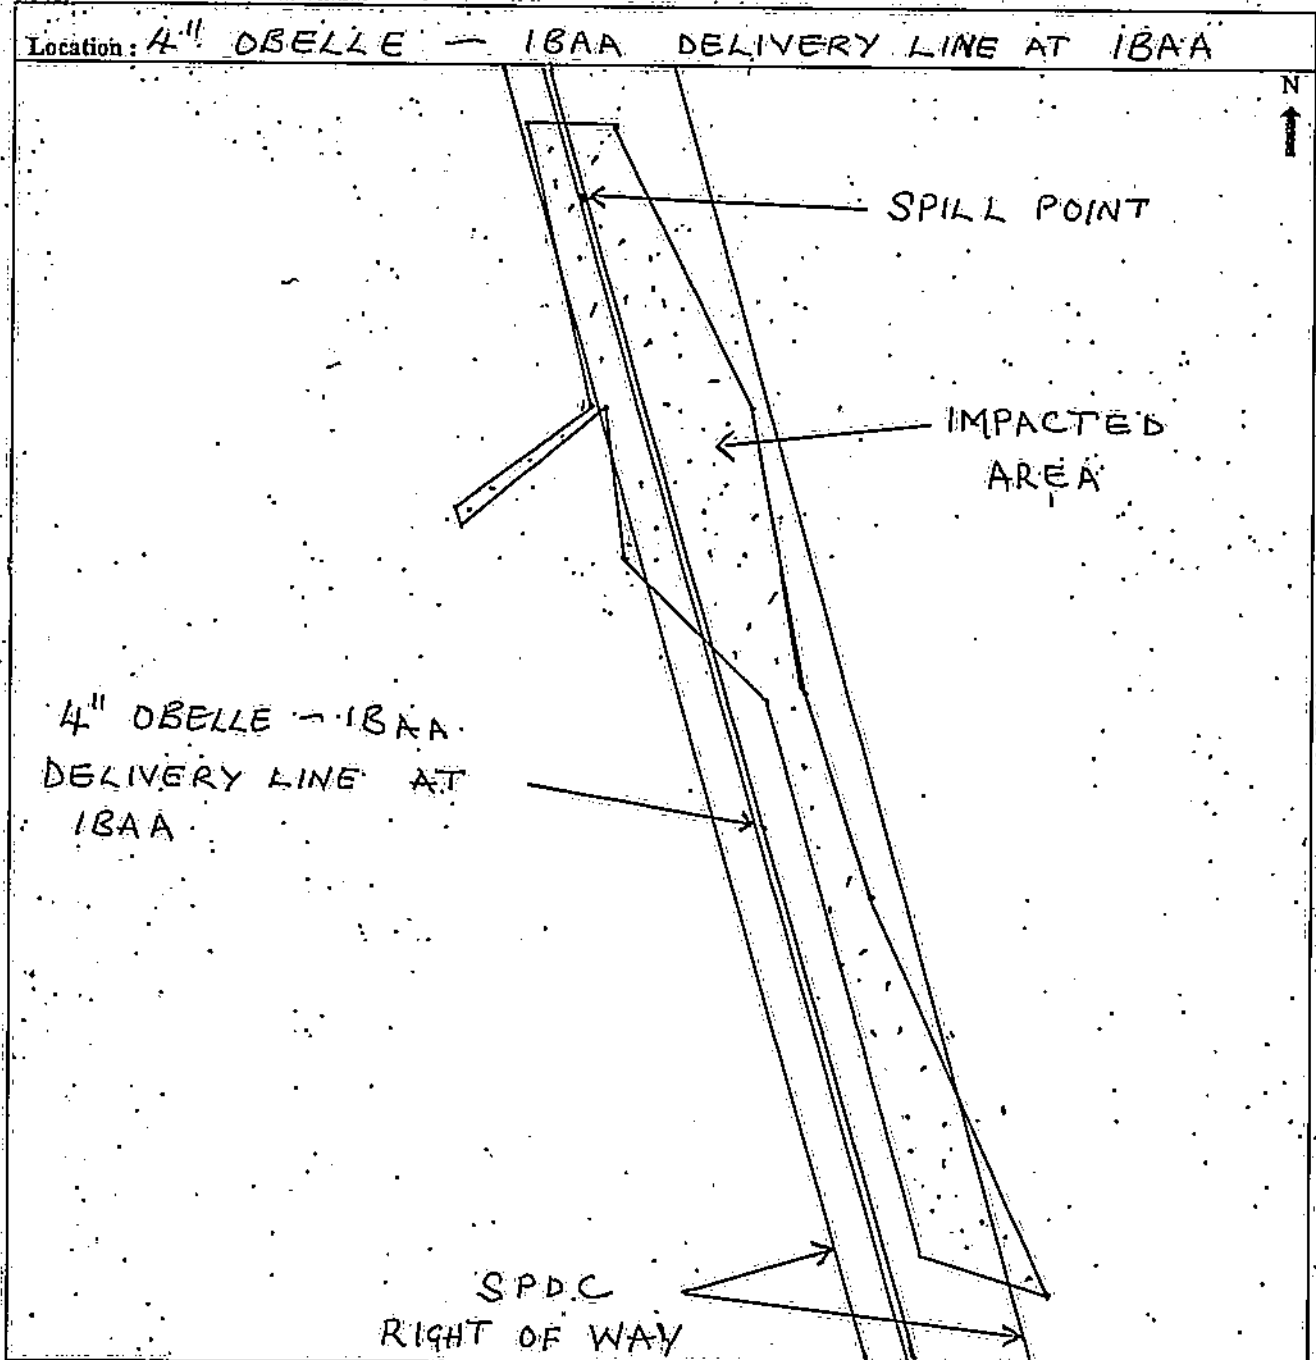 Location: 4" OBELLE - IBAA DELIVERY LINE AT IBAA
N
SPILL POINT
IMPACTED
AREA
4" OBELLE - IBAA
DELIVERY LINE AT
IBAA
SPDC
RIGHT OF WAY